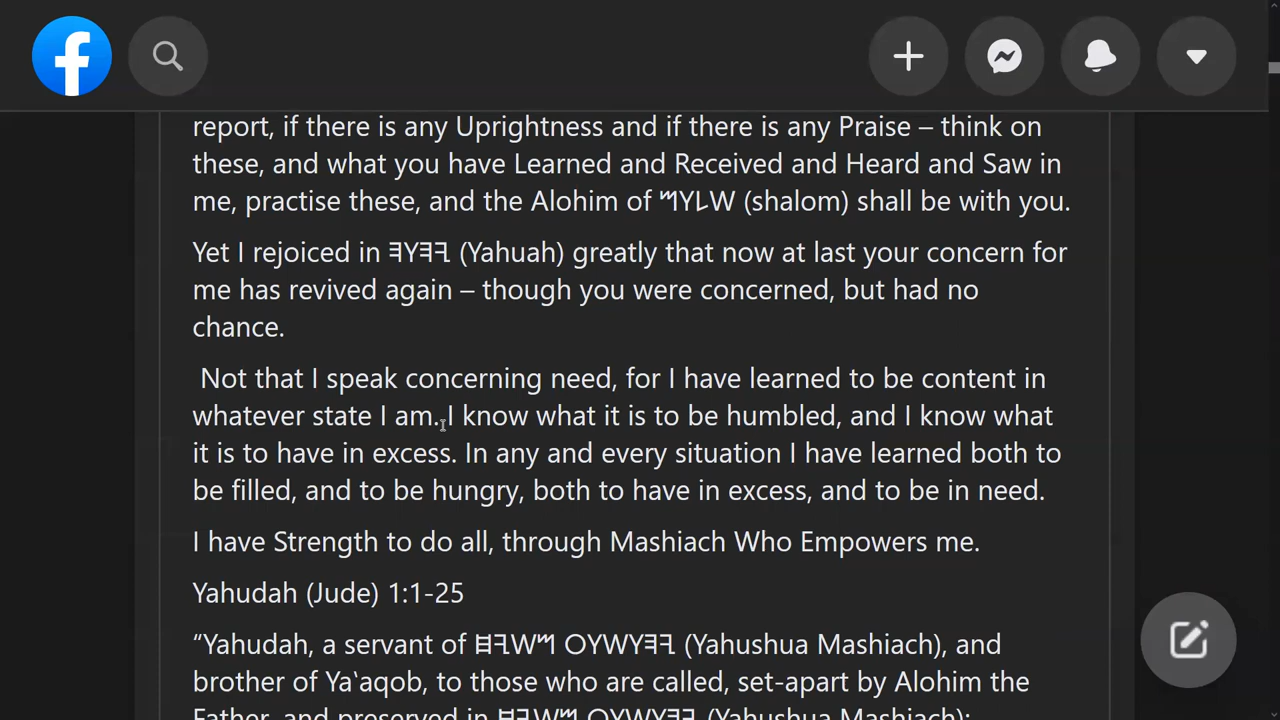 report, if there is any Uprightness and if there is any Praise – think on
these, and what you have Learned and Received and Heard and Saw in
me, practise these, and the Alohim of 𐤌𐤅𐤋𐤔 (shalom) shall be with you.
Yet I rejoiced in 𐤄𐤅𐤄𐤉 (Yahuah) greatly that now at last your concern for
me has revived again – though you were concerned, but had no
chance.
Not that I speak concerning need, for I have learned to be content in
whatever state I am. I know what it is to be humbled, and I know what
it is to have in excess. In any and every situation I have learned both to
be filled, and to be hungry, both to have in excess, and to be in need.
I have Strength to do all, through Mashiach Who Empowers me.
Yahudah (Jude) 1:1-25
“Yahudah, a servant of 𐤇𐤉𐤔𐤌 𐤏𐤅𐤔𐤅𐤄𐤉 (Yahushua Mashiach), and
brother of Ya‛aqob, to those who are called, set-apart by Alohim the
Father, and preserved in 𐤇𐤉𐤔𐤌 𐤏𐤅𐤔𐤅𐤄𐤉 (Yahushua Mashiach):